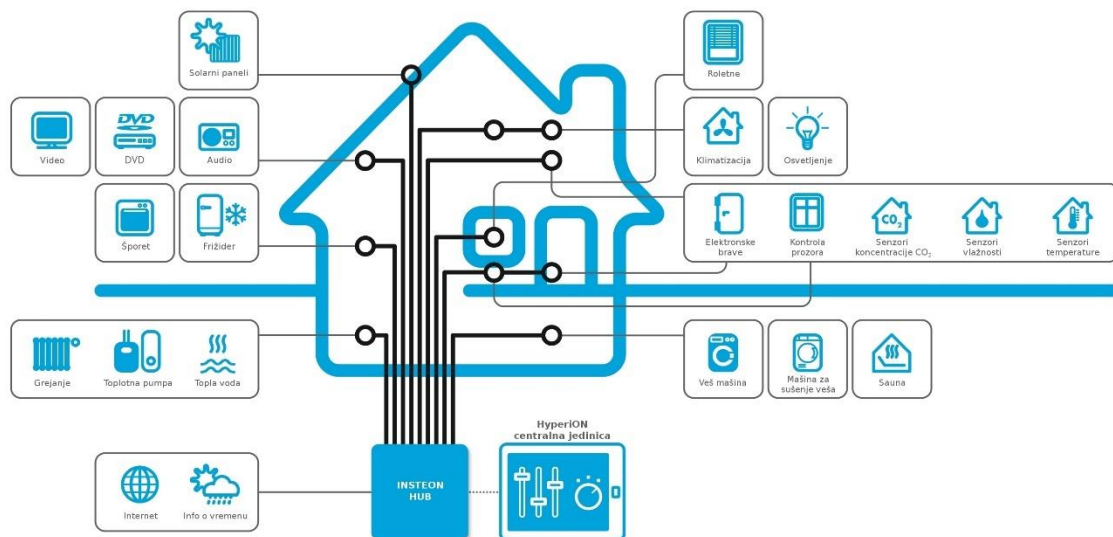 Solarni paneli
Roletne
Video
DVD
DVD
Audio
Klimatizacija
Osvetljenje
Šporet
Frižider
Elektronske
brave
Kontrola
prozora
CO₂
Senzori
koncentracije CO₂
Senzori
vlažnosti
Senzori
temperature
Grejanje
Toplotna pumpa
Topla voda
Veš mašina
Mašina za
sušenje veša
Sauna
HyperiON
centralna jedinica
INSTEON
HUB
Internet
Info o vremenu